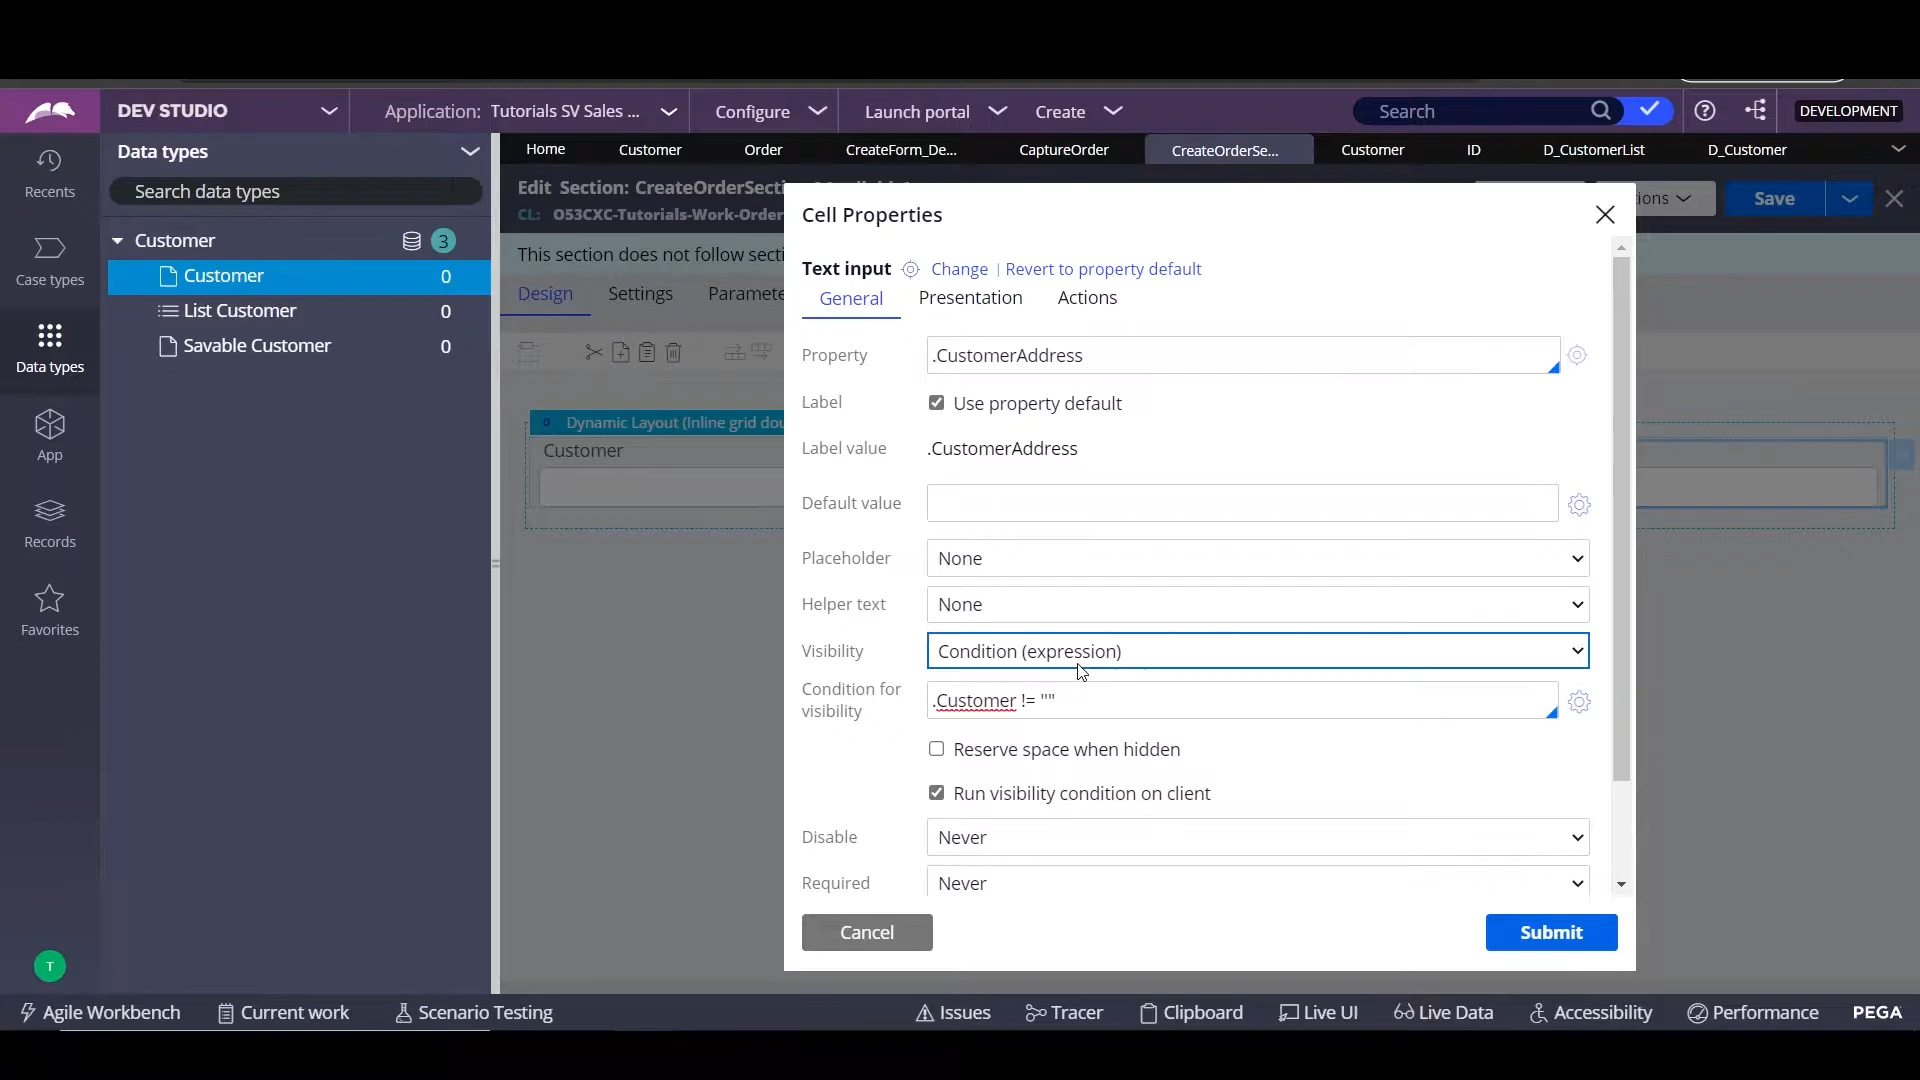 DEV STUDIO
Application: Tutorials SV Sales ...
Configure
Launch portal
Create
Search
DEVELOPMENT
Recents
Case types
Data types
App
Records
Favorites
T
Data types
Search data types
Customer 3
Customer 0
List Customer 0
Savable Customer 0
Home
Customer
Order
CreateForm_De...
CaptureOrder
CreateOrderSe...
Customer
ID
D_CustomerList
D_Customer
Edit Section: CreateOrderSecti
CL: O53CXC-Tutorials-Work-Order
ions
Save
This section does not follow secti
Design
Settings
Paramete
Dynamic Layout (Inline grid dou
Customer
Cell Properties
Text input Change | Revert to property default
General
Presentation
Actions
Property .CustomerAddress
Label Use property default
Label value .CustomerAddress
Default value
Placeholder None
Helper text None
Visibility Condition (expression)
Condition for
visibility
.Customer != ""
Reserve space when hidden
Run visibility condition on client
Disable Never
Required Never
Cancel
Submit
Agile Workbench
Current work
Scenario Testing
Issues
Tracer
Clipboard
Live UI
Live Data
Accessibility
Performance
PEGA